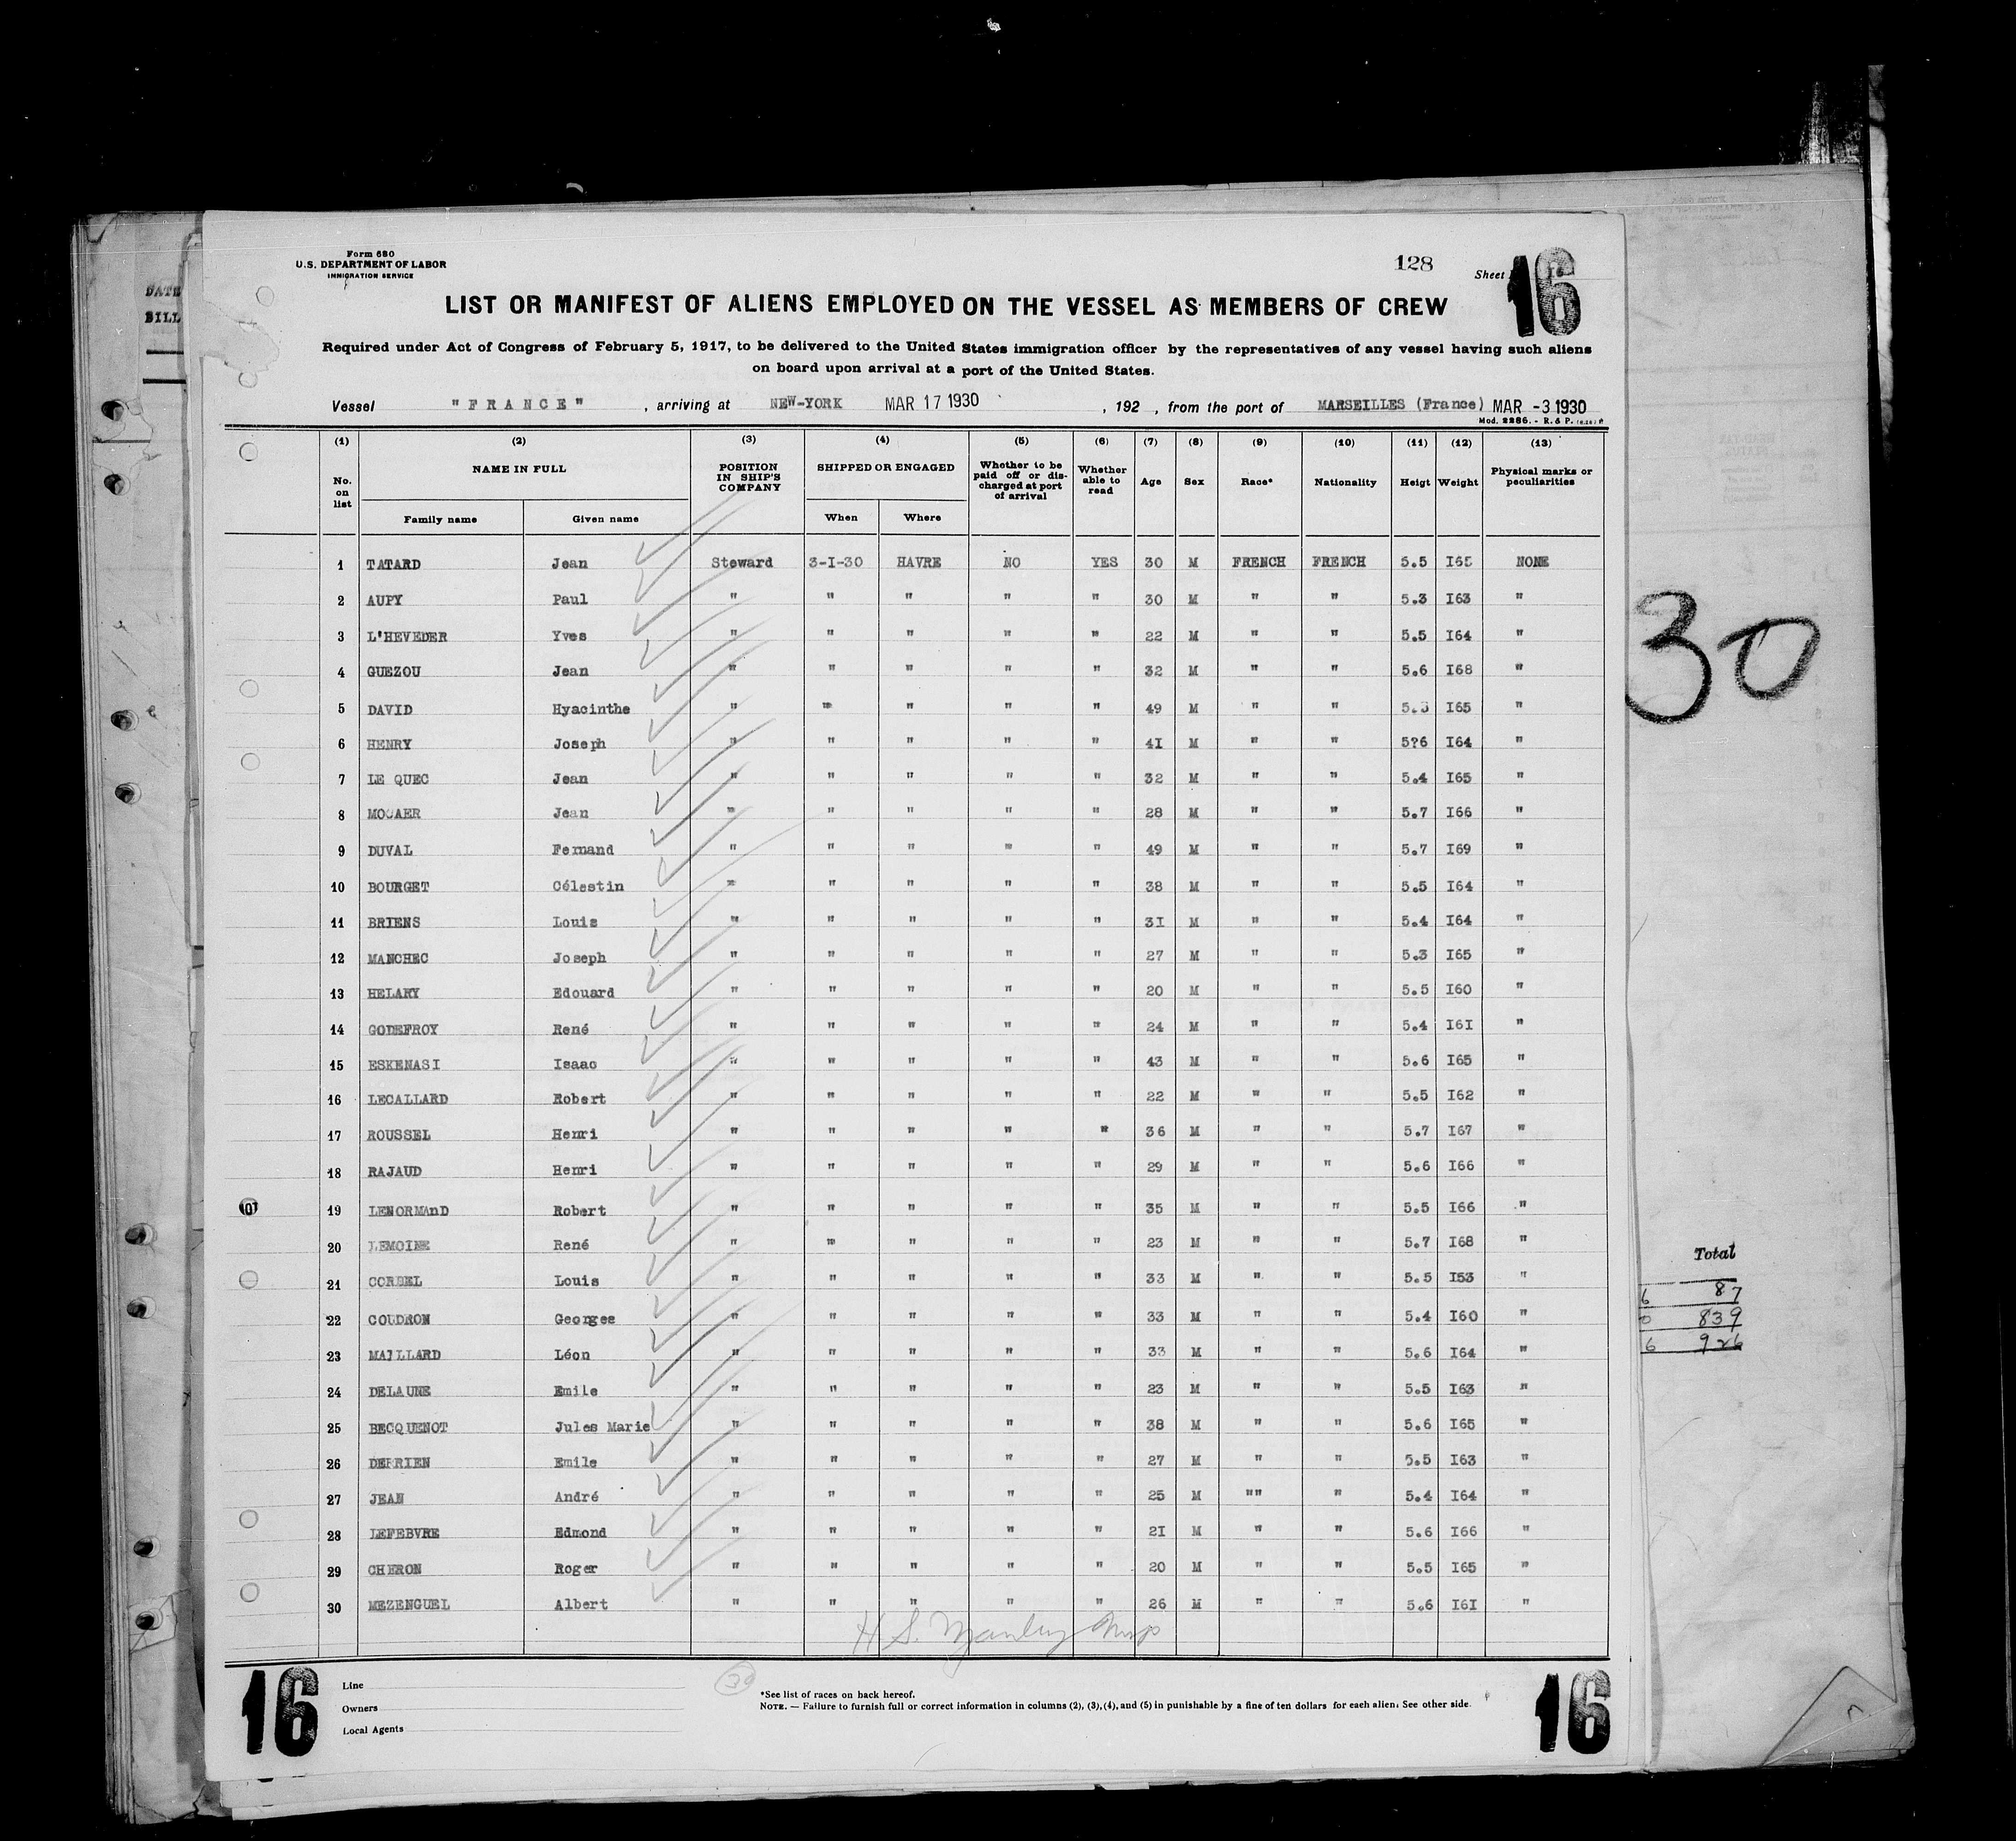 Form 680
U.S. DEPARTMENT OF LABOR
IMMIGRATION SERVICE
128
Sheet
16
LIST OR MANIFEST OF ALIENS EMPLOYED ON THE VESSEL AS MEMBERS OF CREW
Required under Act of Congress of February 5, 1917, to be delivered to the United States immigration officer by the representatives of any vessel having such aliens
on board upon arrival at a port of the United States.
DATE
BILL
Vessel "FRANCE", arriving at NEW-YORK MAR 17 1930, 192 , from the port of MARSEILLES (France) MAR -3 1930
Mod. 2286. - R. & P.
(1) (2) (3) (4) (5) (6) (7) (8) (9) (10) (11) (12) (13)
No. on list NAME IN FULL POSITION IN SHIP'S COMPANY SHIPPED OR ENGAGED Whether to be paid off or discharged at port of arrival Whether able to read Age Sex Race* Nationality Heigt Weight Physical marks or peculiarities
Family name Given name When Where
1 TATARD Jean Steward 3-I-30 HAVRE NO YES 30 M FRENCH FRENCH 5.5 I65 NONE
2 AUPY Paul " " " " " 30 M " " 5.3 I63 "
3 L'HEVEDER Yves " " " " " 22 M " " 5.5 I64 "
4 GUEZOU Jean " " " " " 32 M " " 5.6 I68 "
5 DAVID Hyacinthe " " " " " 49 M " " 5.3 I65 "
6 HENRY Joseph " " " " " 4I M " " 5?6 I64 "
7 LE QUEC Jean " " " " " 32 M " " 5.4 I65 "
8 MOCAER Jean " " " " " 28 M " " 5.7 I66 "
9 DUVAL Fernand " " " " " 49 M " " 5.7 I69 "
10 BOURGET Célestin " " " " " 38 M " " 5.5 I64 "
11 BRIENS Louis " " " " " 3I M " " 5.4 I64 "
12 MANCHEC Joseph " " " " " 27 M " " 5.3 I65 "
13 HELARY Edouard " " " " " 20 M " " 5.5 I60 "
14 GODEFROY René " " " " " 24 M " " 5.4 I6I "
15 ESKENASI Isaac " " " " " 43 M " " 5.6 I65 "
16 LECALLARD Robert " " " " " 22 M " " 5.5 I62 "
17 ROUSSEL Henri " " " " " 36 M " " 5.7 I67 "
18 RAJAUD Henri " " " " " 29 M " " 5.6 I66 "
19 LENORMAnD Robert " " " " " 35 M " " 5.5 I66 "
20 LEMOINE René " " " " " 23 M " " 5.7 I68 "
21 CORBEL Louis " " " " " 33 M " " 5.5 I53 "
22 COUDRON Georges " " " " " 33 M " " 5.4 I60 "
23 MAILLARD Léon " " " " " 33 M " " 5.6 I64 "
24 DELAUNE Emile " " " " " 23 M " " 5.5 I63 "
25 BECQUENOT Jules Marie " " " " " 38 M " " 5.6 I65 "
26 DERRIEN Emile " " " " " 27 M " " 5.5 I63 "
27 JEAN André " " " " " 25 M "" " 5.4 I64 "
28 LEFEBVRE Edmond " " " " " 2I M " " 5.6 I66 "
29 CHERON Roger " " " " " 20 M " " 5.5 I65 "
30 MEZENGUEL Albert " " " " " 26 M " " 5.6 I6I "
30
Total
6 87
0 839
6 926
H. S.
30
16
Line
Owners
Local Agents
*See list of races on back hereof.
NOTE. — Failure to furnish full or correct information in columns (2), (3), (4), and (5) in punishable by a fine of ten dollars for each alien. See other side.
16